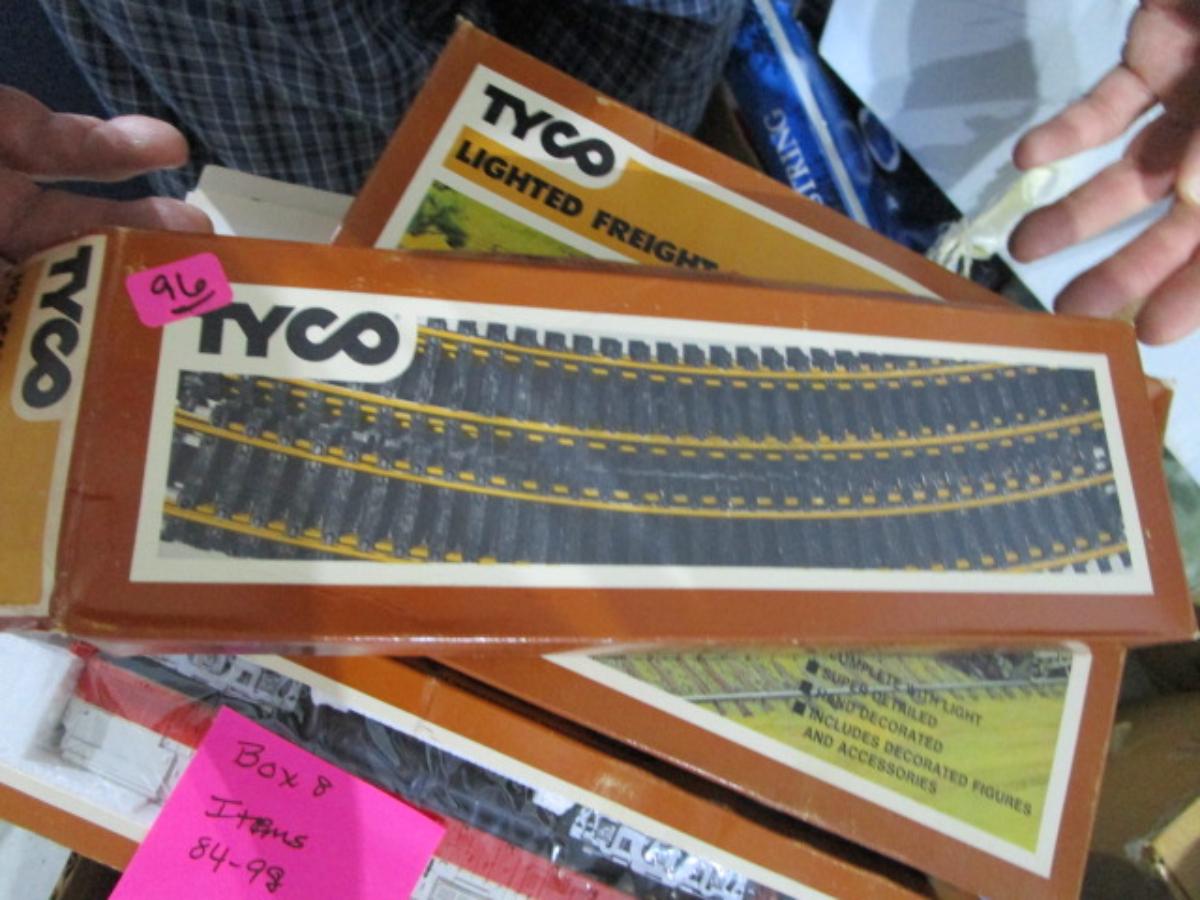 TYCO
LIGHTED FREIGHT
STRING
TYCO
96
TYCO
COMPLETE WITH LIGHT
SUPER DETAILED
HAND DECORATED
INCLUDES DECORATED FIGURES
AND ACCESSORIES
Box 8
Items
84-98